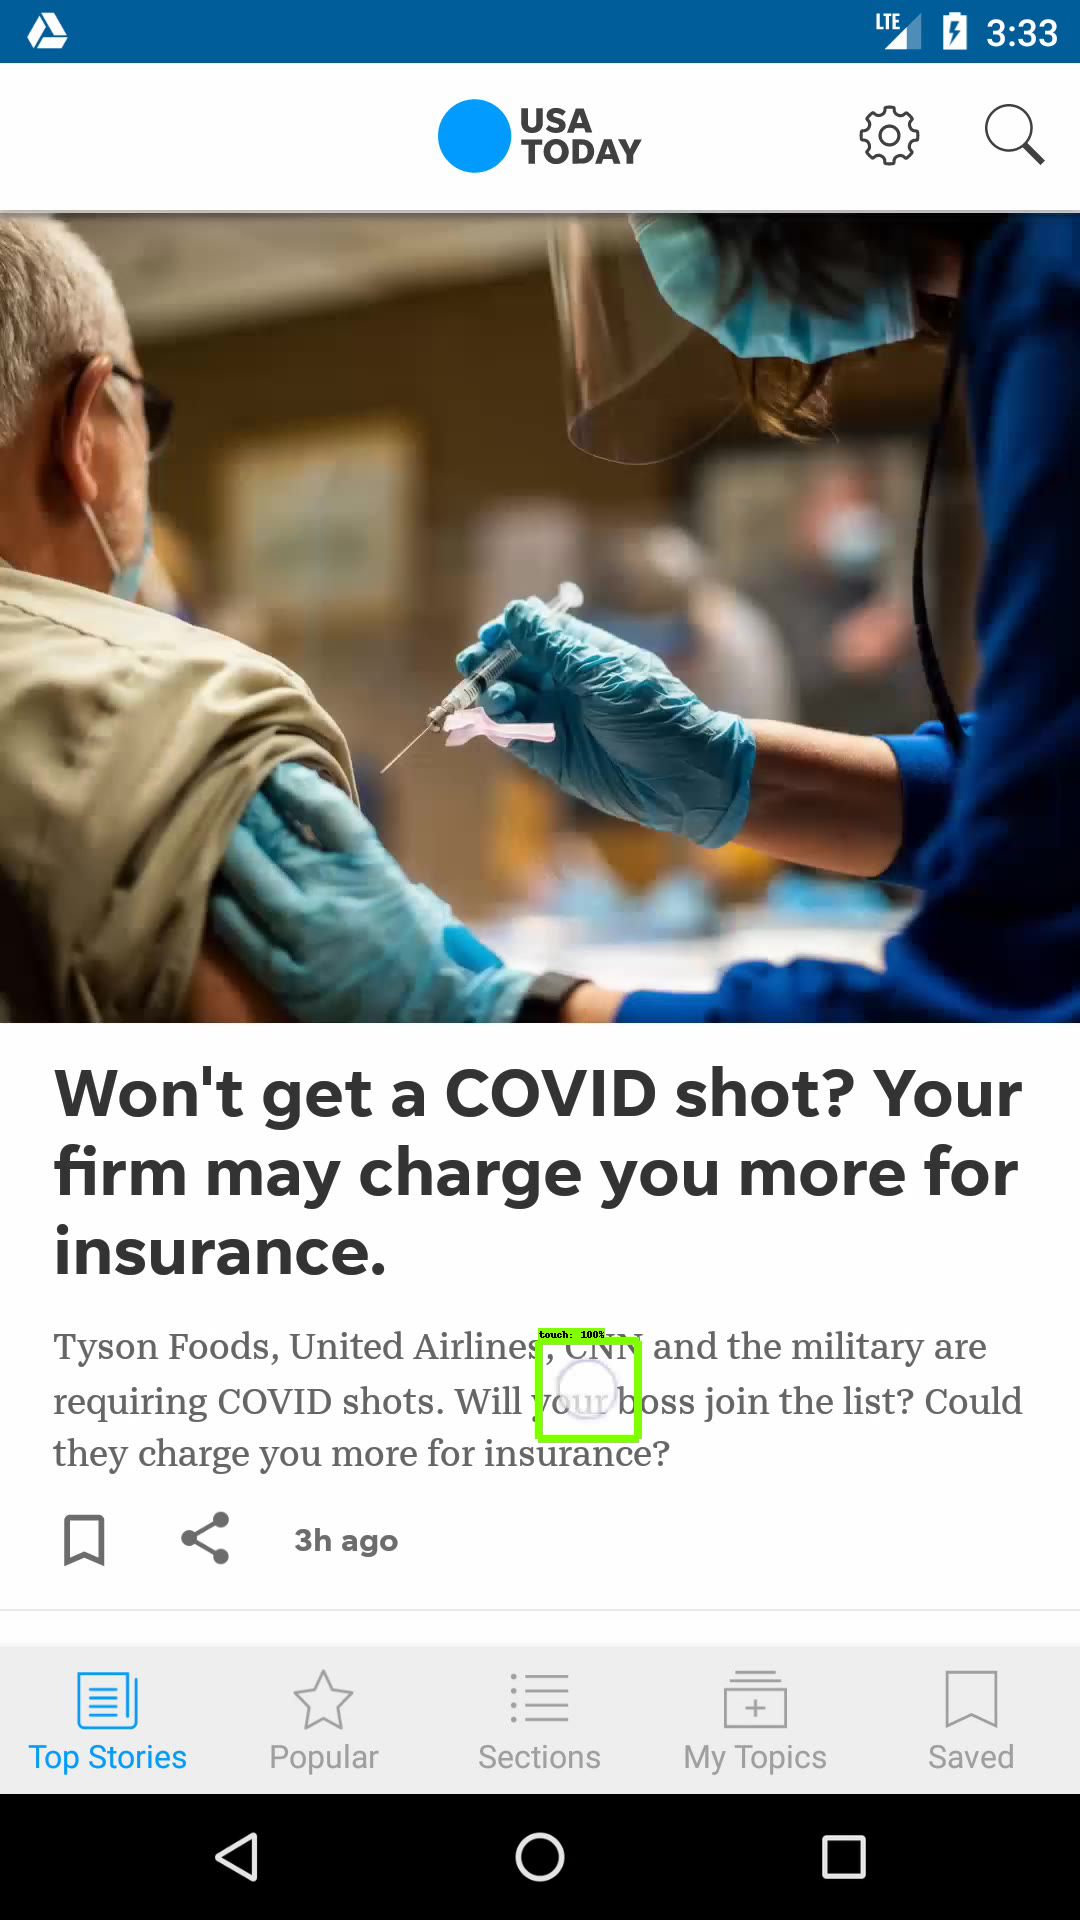 LTE
3:33
USA
TODAY
Won't get a COVID shot? Your
firm may charge you more for
insurance.
touch: 100%
Tyson Foods, United Airlines, CNN and the military are
requiring COVID shots. Will your boss join the list? Could
they charge you more for insurance?
3h ago
Top Stories
Popular
Sections
My Topics
Saved